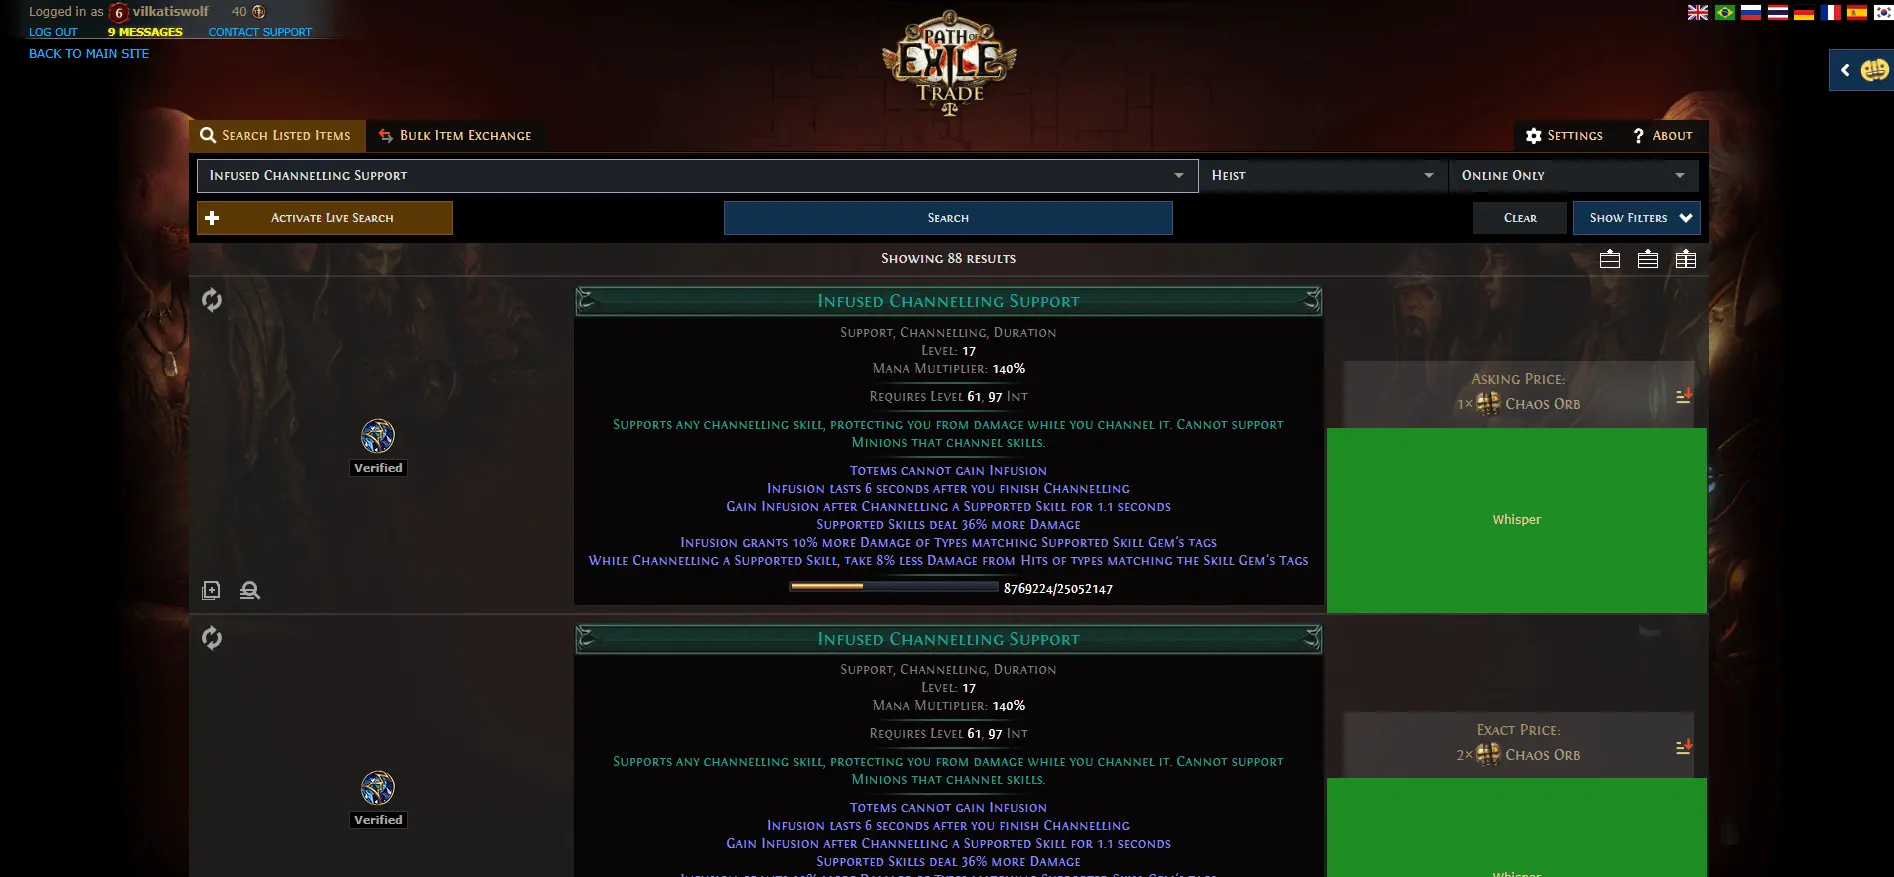 Logged in as 6 vilkatiswolf 40
LOG OUT 9 MESSAGES CONTACT SUPPORT
BACK TO MAIN SITE
PATH OF
EXILE
TRADE
Search Listed Items Bulk Item Exchange Settings ? About
Infused Channelling Support Heist Online Only
Activate Live Search Search Clear Show Filters
Showing 88 results
Infused Channelling Support
Support, Channelling, Duration
Level: 17
Mana Multiplier: 140%
Requires Level 61, 97 Int
Supports any channelling skill, protecting you from damage while you channel it. Cannot support
Minions that channel skills.
Totems cannot gain Infusion
Infusion lasts 6 seconds after you finish Channelling
Gain Infusion after Channelling a Supported Skill for 1.1 seconds
Supported Skills deal 36% more Damage
Infusion grants 10% more Damage of Types matching Supported Skill Gem's tags
While Channelling a Supported Skill, take 8% less Damage from Hits of types matching the Skill Gem's Tags
8769224/25052147
Verified
Asking Price:
1× Chaos Orb
Whisper
Infused Channelling Support
Support, Channelling, Duration
Level: 17
Mana Multiplier: 140%
Requires Level 61, 97 Int
Supports any channelling skill, protecting you from damage while you channel it. Cannot support
Minions that channel skills.
Totems cannot gain Infusion
Infusion lasts 6 seconds after you finish Channelling
Gain Infusion after Channelling a Supported Skill for 1.1 seconds
Supported Skills deal 36% more Damage
Verified
Exact Price:
2× Chaos Orb
Whisper